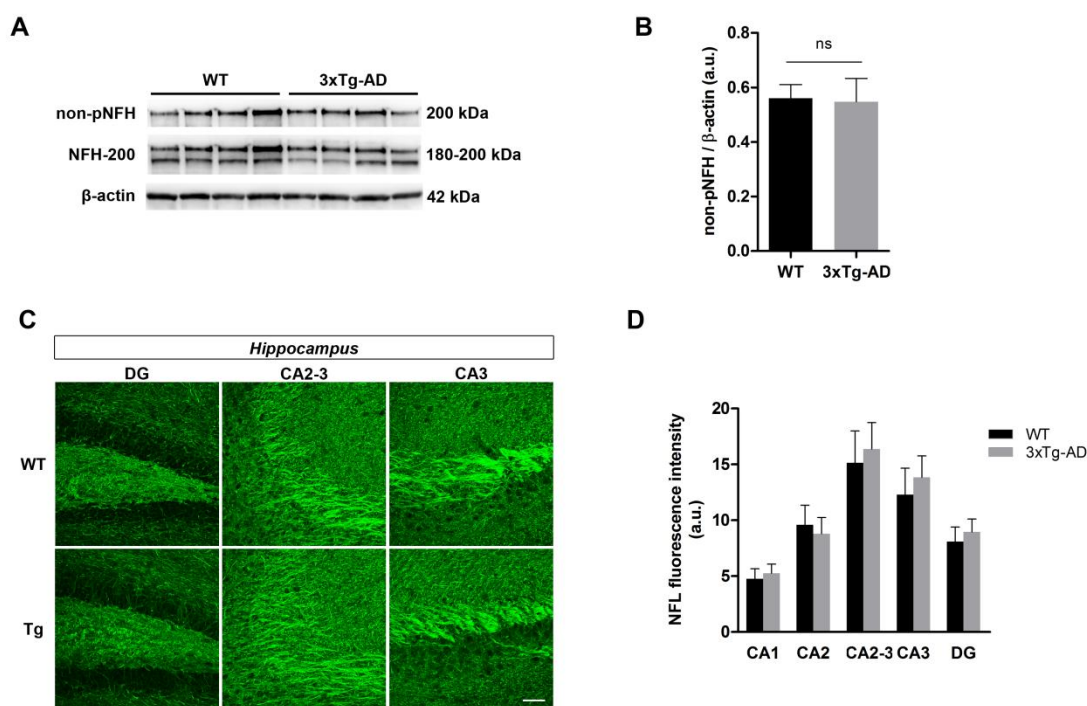 A
WT 3xTg-AD
non-pNFH 200 kDa
NFH-200 180-200 kDa
β-actin 42 kDa
B
ns
non-pNFH / β-actin (a.u.)
0.8
0.6
0.4
0.2
0.0
WT 3xTg-AD
C
Hippocampus
DG CA2-3 CA3
WT
Tg
D
NFL fluorescence intensity
(a.u.)
20
15
10
5
0
CA1 CA2 CA2-3 CA3 DG
WT
3xTg-AD